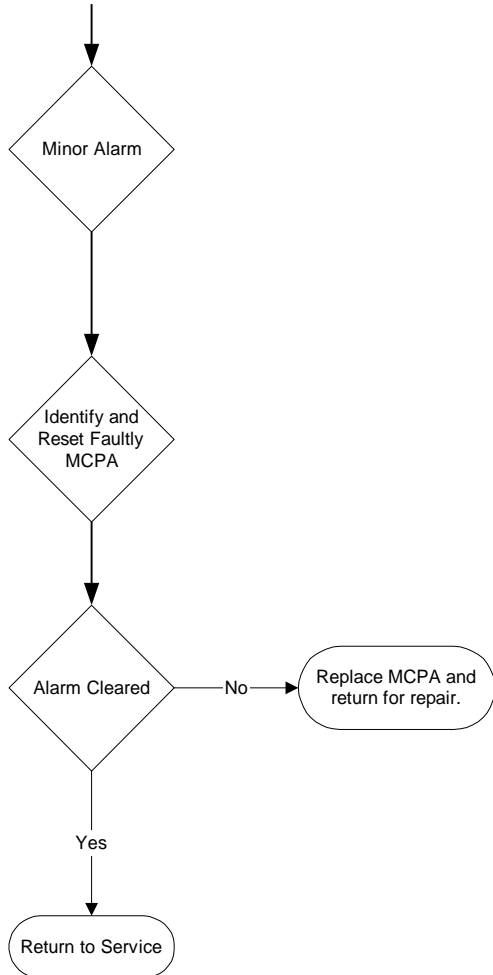 Minor Alarm
Identify and
Reset Faultly
MCPA
Alarm Cleared
No
Replace MCPA and
return for repair.
Yes
Return to Service